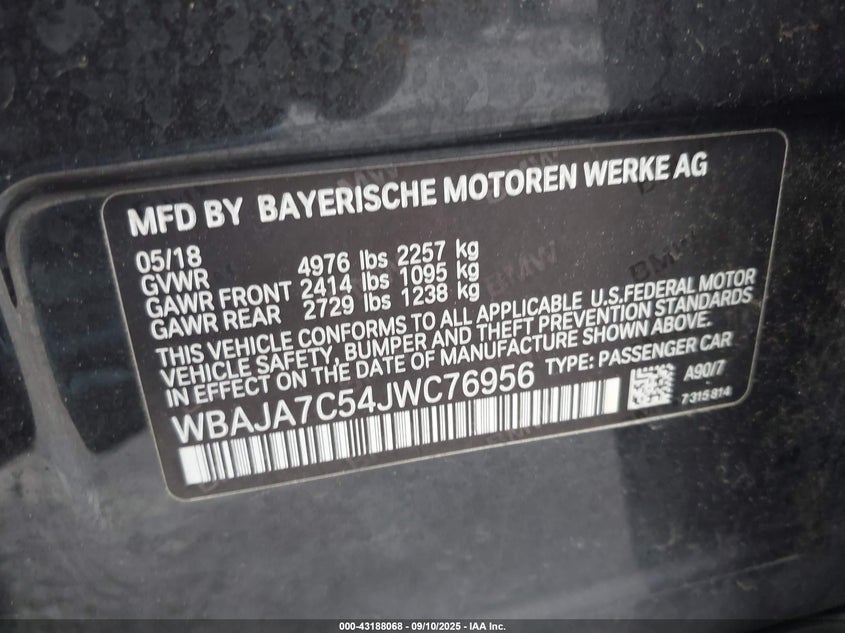 MFD BY BAYERISCHE MOTOREN WERKE AG
05/18
GVWR 4976 lbs 2257 kg
GAWR FRONT 2414 lbs 1095 kg
GAWR REAR 2729 lbs 1238 kg
THIS VEHICLE CONFORMS TO ALL APPLICABLE U.S.FEDERAL MOTOR
VEHICLE SAFETY, BUMPER AND THEFT PREVENTION STANDARDS
IN EFFECT ON THE DATE OF MANUFACTURE SHOWN ABOVE.
WBAJA7C54JWC76956 TYPE: PASSENGER CAR
A90/7
7315814
000-43188068 - 09/10/2025 - IAA Inc.